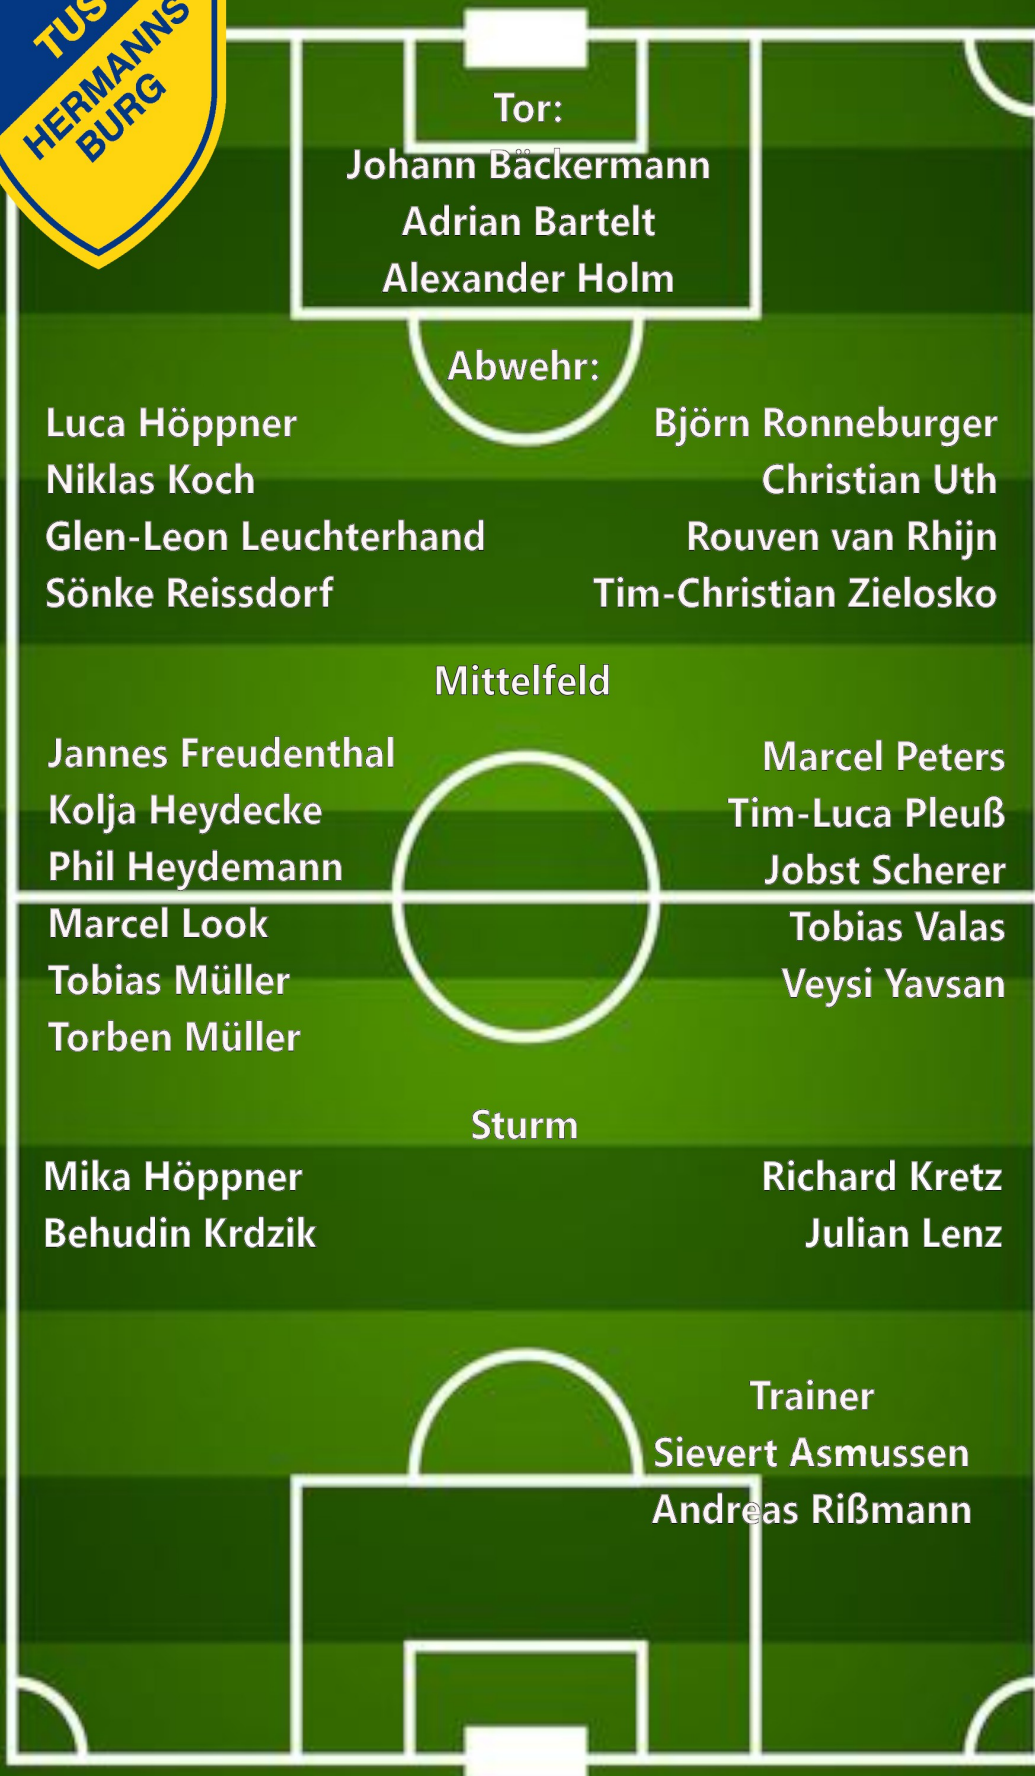 TUS
HERMANNS
BURG
Tor:
Johann Bäckermann
Adrian Bartelt
Alexander Holm
Abwehr:
Luca Höppner
Niklas Koch
Glen-Leon Leuchterhand
Sönke Reissdorf
Björn Ronneburger
Christian Uth
Rouven van Rhijn
Tim-Christian Zielosko
Mittelfeld
Jannes Freudenthal
Kolja Heydecke
Phil Heydemann
Marcel Look
Tobias Müller
Torben Müller
Marcel Peters
Tim-Luca Pleuß
Jobst Scherer
Tobias Valas
Veysi Yavsan
Sturm
Mika Höppner
Behudin Krdzik
Richard Kretz
Julian Lenz
Trainer
Sievert Asmussen
Andreas Rißmann